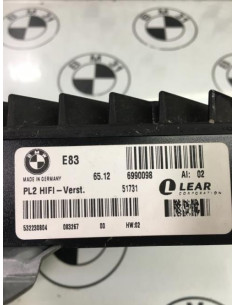 E83
MADE IN GERMANY
65.12 6990098 AI: 02
PL2 HIFI-Verst. 51731
LEAR
CORPORATION
532230804 083267 03 HW:02